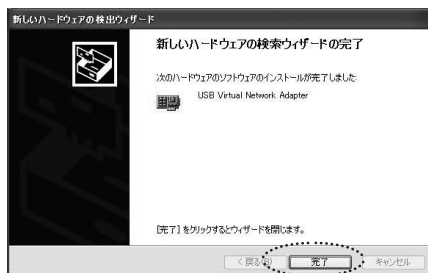 新しいハードウェアの検出ウィザード
新しいハードウェアの検索ウィザードの完了
次のハードウェアのソフトウェアのインストールが完了しました:
USB Virtual Network Adapter
[完了] をクリックするとウィザードを閉じます。
< 戻る(B)
完了
キャンセル